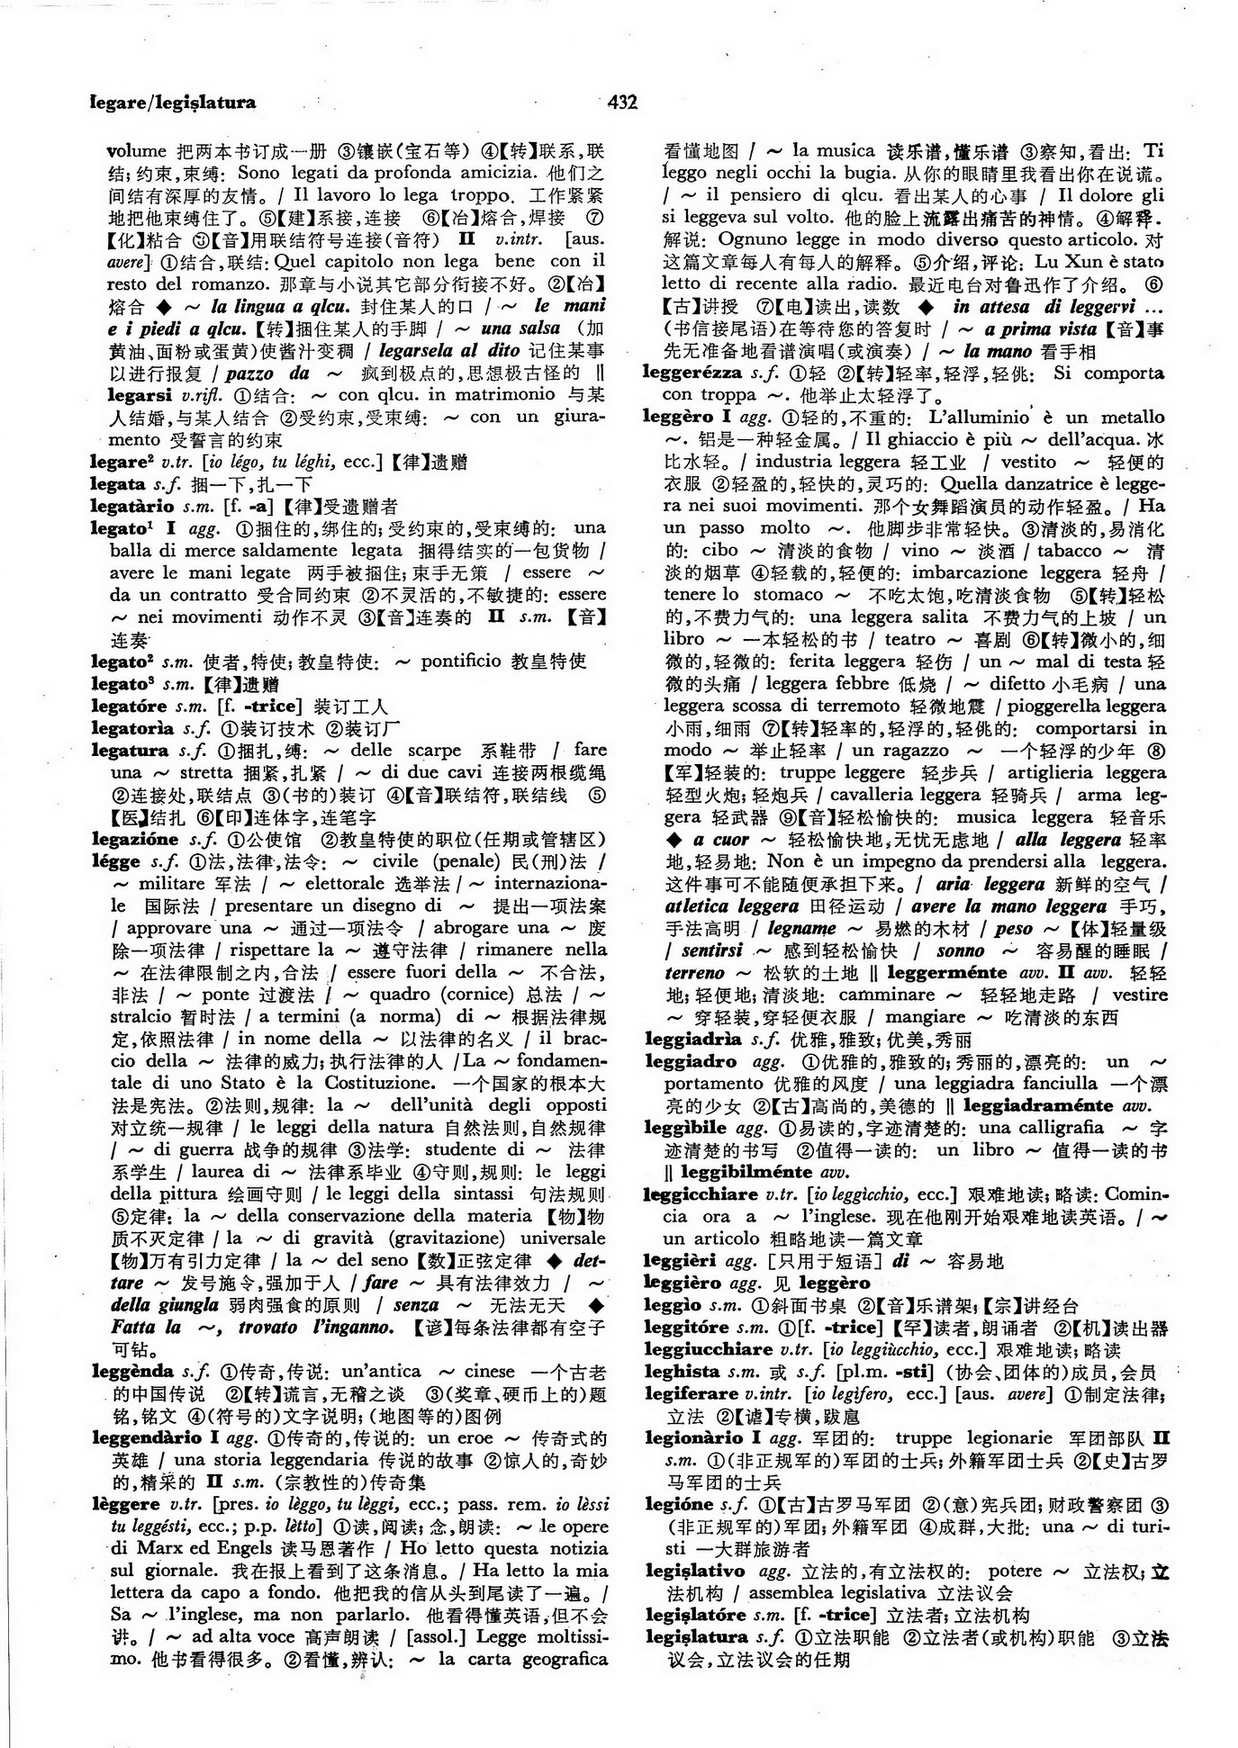 legare/legislatura
432
volume 把两本书订成一册 ③镶嵌(宝石等) ④【转】联系,联
结;约束,束缚: Sono legati da profonda amicizia. 他们之
间结有深厚的友情。/ Il lavoro lo lega troppo. 工作紧紧
地把他束缚住了。⑤【建】系接,连接 ⑥【冶】熔合,焊接 ⑦
【化】粘合 ⑧【音】用联结符号连接(音符) II v.intr. [aus.
avere] ①结合,联结: Quel capitolo non lega bene con il
resto del romanzo. 那章与小说其它部分衔接不好。②【冶】
熔合 ◆ ~ la lingua a qlcu. 封住某人的口 / ~ le mani
e i piedi a qlcu. 【转】捆住某人的手脚 / ~ una salsa (加
黄油、面粉或蛋黄)使酱汁变稠 / legarsela al dito 记住某事
以进行报复 / pazzo da ~ 疯到极点的,思想极古怪的 ‖
legarsi v.rifl. ①结合: ~ con qlcu. in matrimonio 与某
人结婚,与某人结合 ②受约束,受束缚: ~ con un giura-
mento 受誓言的约束
legare² v.tr. [io légo, tu léghi, ecc.] 【律】遗赠
legata s.f. 捆一下,扎一下
legatàrio s.m. [f. -a] 【律】受遗赠者
legato¹ I agg. ①捆住的,绑住的; 受约束的,受束缚的: una
balla di merce saldamente legata 捆得结实的一包货物 /
avere le mani legate 两手被捆住;束手无策 / essere ~
da un contratto 受合同约束 ②不灵活的,不敏捷的: essere
~ nei movimenti 动作不灵 ③【音】连奏的 II s.m. 【音】
连奏
legato² s.m. 使者,特使; 教皇特使: ~ pontificio 教皇特使
legato³ s.m. 【律】遗赠
legatóre s.m. [f. -trice] 装订工人
legatorìa s.f. ①装订技术 ②装订厂
legatura s.f. ①捆扎,缚: ~ delle scarpe 系鞋带 / fare
una ~ stretta 捆紧,扎紧 / ~ di due cavi 连接两根缆绳
②连接处,联结点 ③(书的)装订 ④【音】联结符,联结线 ⑤
【医】结扎 ⑥【印】连体字,连笔字
legazióne s.f. ①公使馆 ②教皇特使的职位(任期或管辖区)
légge s.f. ①法,法律,法令: ~ civile (penale) 民(刑)法 /
~ militare 军法 / ~ elettorale 选举法 / ~ internaziona-
le 国际法 / presentare un disegno di ~ 提出一项法案
/ approvare una ~ 通过一项法令 / abrogare una ~ 废
除一项法律 / rispettare la ~ 遵守法律 / rimanere nella
~ 在法律限制之内,合法 / essere fuori della ~ 不合法,
非法 / ~ ponte 过渡法 / ~ quadro (cornice) 总法 / ~
stralcio 暂时法 / a termini (a norma) di ~ 根据法律规
定,依照法律 / in nome della ~ 以法律的名义 / il brac-
cio della ~ 法律的威力;执行法律的人 / La ~ fondamen-
tale di uno Stato è la Costituzione. 一个国家的根本大
法是宪法。②法则,规律: la ~ dell'unità degli opposti
对立统一规律 / le leggi della natura 自然法则,自然规律
/ ~ di guerra 战争的规律 ③法学: studente di ~ 法律
系学生 / laurea di ~ 法律系毕业 ④守则,规则: le leggi
della pittura 绘画守则 / le leggi della sintassi 句法规则
⑤定律: la ~ della conservazione della materia 【物】物
质不灭定律 / la ~ di gravità (gravitazione) universale
【物】万有引力定律 / la ~ del seno 【数】正弦定律 ◆ det-
tare ~ 发号施令,强加于人 / fare ~ 具有法律效力 / ~
della giungla 弱肉强食的原则 / senza ~ 无法无天 ◆
Fatta la ~, trovato l'inganno. 【谚】每条法律都有空子
可钻。
leggènda s.f. ①传奇,传说: un'antica ~ cinese 一个古老
的中国传说 ②【转】谎言,无稽之谈 ③(奖章、硬币上的)题
铭,铭文 ④(符号的)文字说明;(地图等的)图例
leggendàrio I agg. ①传奇的,传说的: un eroe ~ 传奇式的
英雄 / una storia leggendaria 传说的故事 ②惊人的,奇妙
的,精采的 II s.m. (宗教性的)传奇集
lèggere v.tr. [pres. io lèggo, tu lèggi, ecc.; pass. rem. io lèssi
tu leggésti, ecc.; p.p. lètto] ①读,阅读; 念,朗读: ~ le opere
di Marx ed Engels 读马恩著作 / Ho letto questa notizia
sul giornale. 我在报上看到了这条消息。/ Ha letto la mia
lettera da capo a fondo. 他把我的信从头到尾读了一遍。/
Sa ~ l'inglese, ma non parlarlo. 他看得懂英语,但不会
讲。/ ~ ad alta voce 高声朗读 / [assol.] Legge moltissi-
mo. 他书看得很多。②看懂,辨认: ~ la carta geografica
看懂地图 / ~ la musica 读乐谱,懂乐谱 ③察知,看出: Ti
leggo negli occhi la bugia. 从你的眼睛里我看出你在说谎。
/ ~ il pensiero di qlcu. 看出某人的心事 / Il dolore gli
si leggeva sul volto. 他的脸上流露出痛苦的神情。④解释,
解说: Ognuno legge in modo diverso questo articolo. 对
这篇文章每人有每人的解释。⑤介绍,评论: Lu Xun è stato
letto di recente alla radio. 最近电台对鲁迅作了介绍。 ⑥
【古】讲授 ⑦【电】读出,读数 ◆ in attesa di leggervi ...
(书信接尾语)在等待您的答复时 / ~ a prima vista 【音】事
先无准备地看谱演唱(或演奏) / ~ la mano 看手相
leggerézza s.f. ①轻 ②【转】轻率,轻浮,轻佻: Si comporta
con troppa ~. 他举止太轻浮了。
leggèro I agg. ①轻的,不重的: L'alluminio è un metallo
~. 铝是一种轻金属。/ Il ghiaccio è più ~ dell'acqua. 冰
比水轻。/ industria leggera 轻工业 / vestito ~ 轻便的
衣服 ②轻盈的,轻快的,灵巧的: Quella danzatrice è legge-
ra nei suoi movimenti. 那个女舞蹈演员的动作轻盈。/ Ha
un passo molto ~. 他脚步非常轻快。③清淡的,易消化
的: cibo ~ 清淡的食物 / vino ~ 淡酒 / tabacco ~ 清
淡的烟草 ④轻载的,轻便的: imbarcazione leggera 轻舟 /
tenere lo stomaco ~ 不吃太饱,吃清淡食物 ⑤【转】轻松
的,不费力气的: una leggera salita 不费力气的上坡 / un
libro ~ 一本轻松的书 / teatro ~ 喜剧 ⑥【转】微小的,细
微的,轻微的: ferita leggera 轻伤 / un ~ mal di testa 轻
微的头痛 / leggera febbre 低烧 / ~ difetto 小毛病 / una
leggera scossa di terremoto 轻微地震 / pioggerella leggera
小雨,细雨 ⑦【转】轻率的,轻浮的,轻佻的: comportarsi in
modo ~ 举止轻率 / un ragazzo ~ 一个轻浮的少年 ⑧
【军】轻装的: truppe leggere 轻步兵 / artiglieria leggera
轻型火炮;轻炮兵 / cavalleria leggera 轻骑兵 / arma leg-
gera 轻武器 ⑨【音】轻松愉快的: musica leggera 轻音乐
◆ a cuor ~ 轻松愉快地,无忧无虑地 / alla leggera 轻率
地,轻易地: Non è un impegno da prendersi alla leggera.
这件事可不能随便承担下来。/ aria leggera 新鲜的空气 /
atletica leggera 田径运动 / avere la mano leggera 手巧,
手法高明 / legname ~ 易燃的木材 / peso ~ 【体】轻量级
/ sentirsi ~ 感到轻松愉快 / sonno ~ 容易醒的睡眠 /
terreno ~ 松软的土地 ‖ leggerménte avv. II avv. 轻轻
地;轻便地;清淡地: camminare ~ 轻轻地走路 / vestire
~ 穿轻装,穿轻便衣服 / mangiare ~ 吃清淡的东西
leggiadrìa s.f. 优雅,雅致;优美,秀丽
leggiadro agg. ①优雅的,雅致的;秀丽的,漂亮的: un ~
portamento 优雅的风度 / una leggiadra fanciulla 一个漂
亮的少女 ②【古】高尚的,美德的 ‖ leggiadraménte avv.
leggìbile agg. ①易读的,字迹清楚的: una calligrafia ~ 字
迹清楚的书写 ②值得一读的: un libro ~ 值得一读的书
‖ leggibilménte avv.
leggicchiare v.tr. [io leggìcchio, ecc.] 艰难地读;略读: Comin-
cia ora a ~ l'inglese. 现在他刚开始艰难地读英语。/ ~
un articolo 粗略地读一篇文章
leggièri agg. [只用于短语] di ~ 容易地
leggièro agg. 见 leggèro
leggìo s.m. ①斜面书桌 ②【音】乐谱架;【宗】讲经台
leggitóre s.m. ①[f. -trice] 【罕】读者,朗诵者 ②【机】读出器
leggiucchiare v.tr. [io leggiùcchio, ecc.] 艰难地读;略读
leghista s.m. 或 s.f. [pl.m. -sti] (协会、团体的)成员,会员
legiferare v.intr. [io legìfero, ecc.] [aus. avere] ①制定法律;
立法 ②【谑】专横,跋扈
legionàrio I agg. 军团的: truppe legionarie 军团部队 II
s.m. ①(非正规军的)军团的士兵;外籍军团士兵 ②【史】古罗
马军团的士兵
legióne s.f. ①【古】古罗马军团 ②(意)宪兵团;财政警察团 ③
(非正规军的)军团;外籍军团 ④成群,大批: una ~ di turi-
sti 一大群旅游者
legislativo agg. 立法的,有立法权的: potere ~ 立法权;立
法机构 / assemblea legislativa 立法议会
legislatóre s.m. [f. -trice] 立法者;立法机构
legislatura s.f. ①立法职能 ②立法者(或机构)职能 ③立法
议会,立法议会的任期